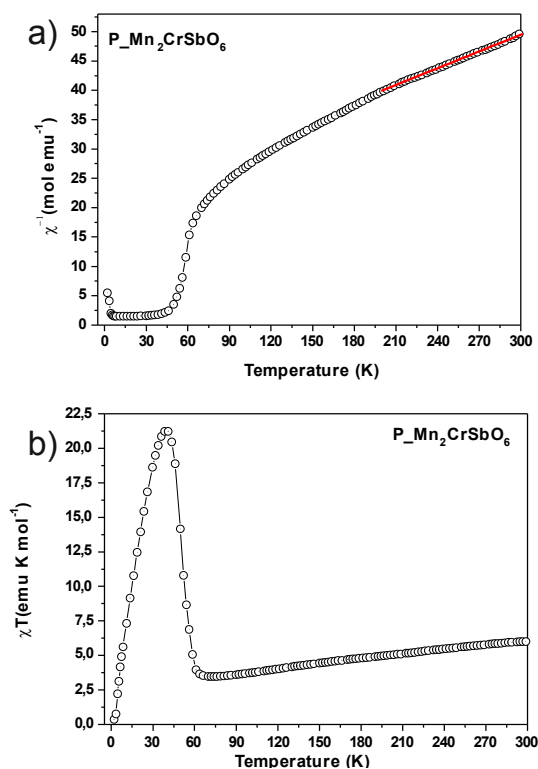 a)
P_Mn₂CrSbO₆
50
45
40
35
30
25
20
15
10
5
0
χ⁻¹(mol emu⁻¹)
0 30 60 90 120 150 180 210 240 270 300
Temperature (K)
b)
22,5
P_Mn₂CrSbO₆
20,0
17,5
15,0
12,5
10,0
7,5
5,0
2,5
0,0
χT(emu K mol⁻¹)
0 30 60 90 120 150 180 210 240 270 300
Temperature (K)